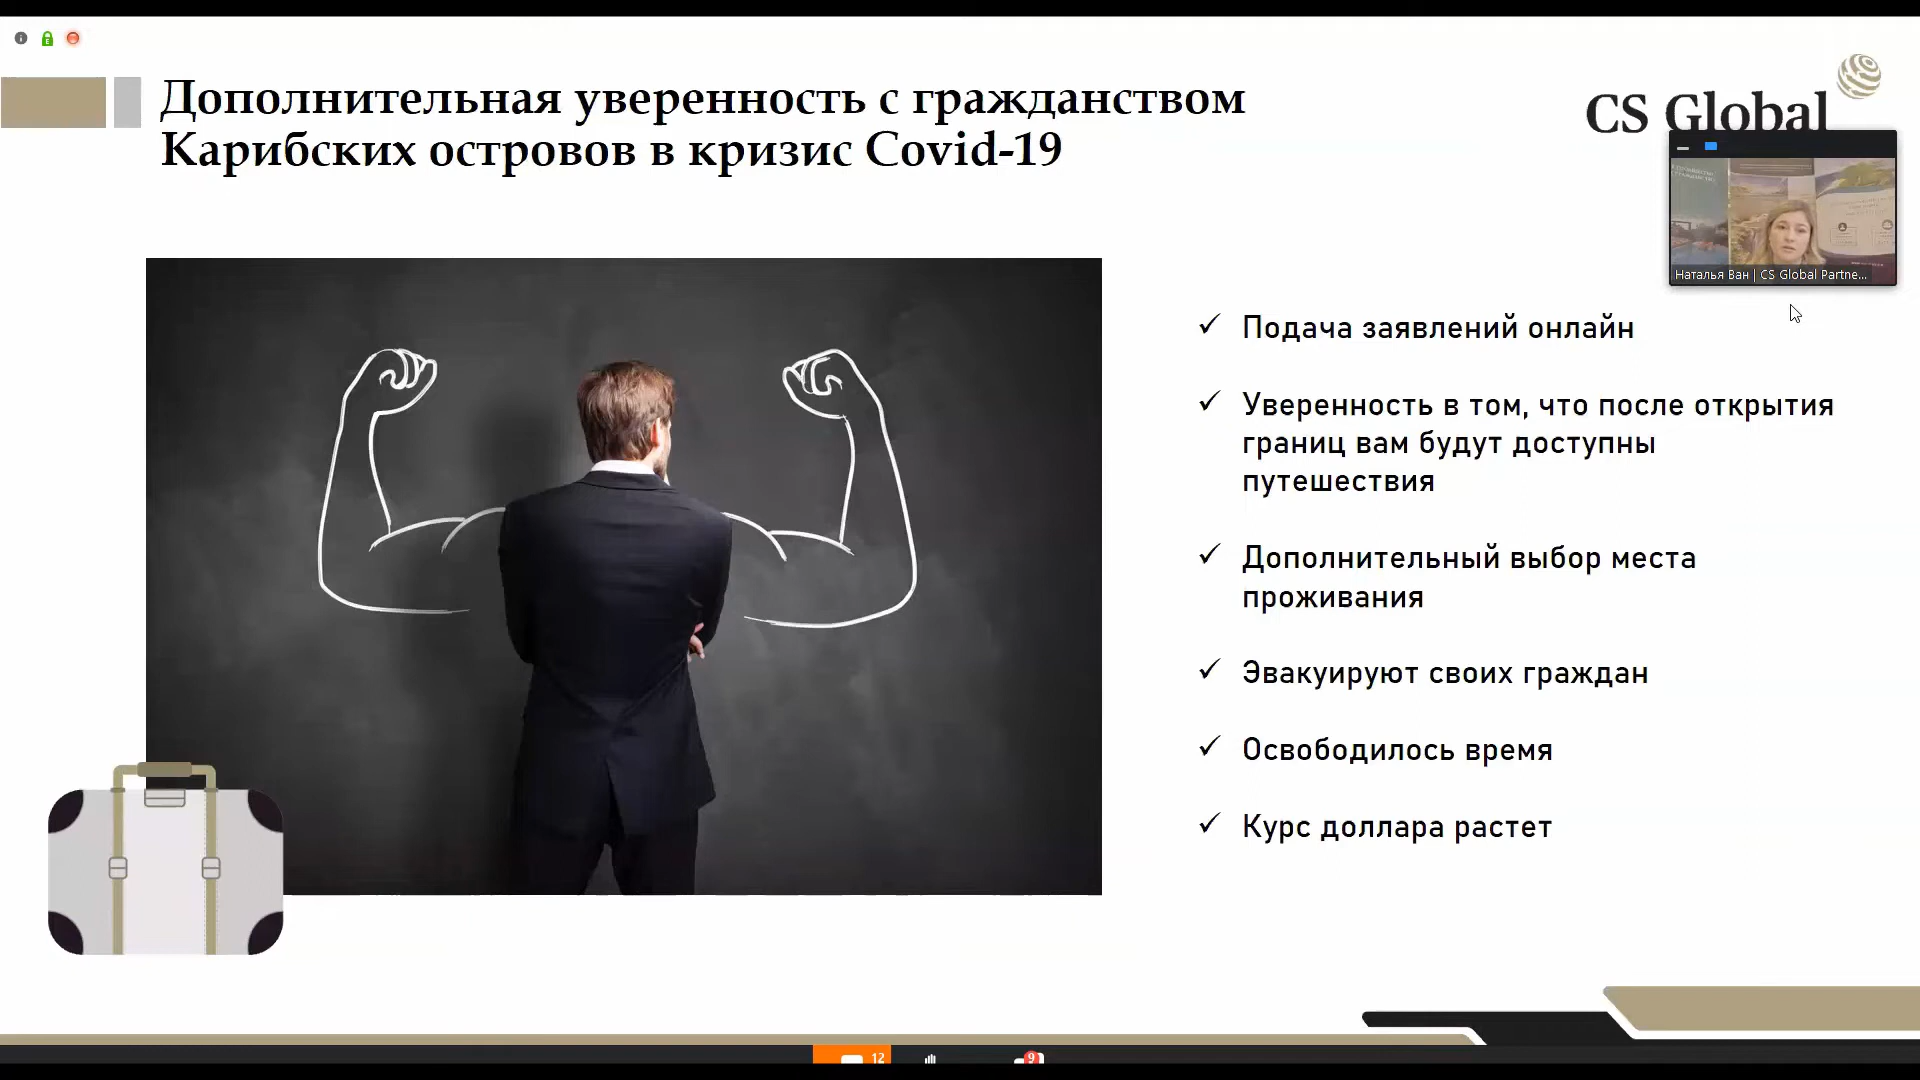 Дополнительная уверенность с гражданством
Карибских островов в кризис Covid-19
CS Global
Наталья Ван | CS Global Partne...
Подача заявлений онлайн
Уверенность в том, что после открытия
границ вам будут доступны
путешествия
Дополнительный выбор места
проживания
Эвакуируют своих граждан
Освободилось время
Курс доллара растет
12
9